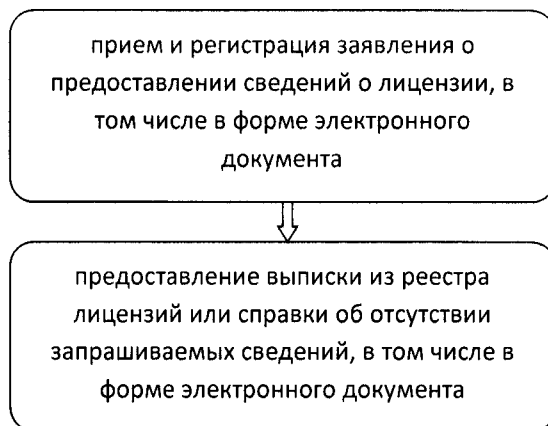 прием и регистрация заявления о
предоставлении сведений о лицензии, в
том числе в форме электронного
документа
предоставление выписки из реестра
лицензий или справки об отсутствии
запрашиваемых сведений, в том числе в
форме электронного документа